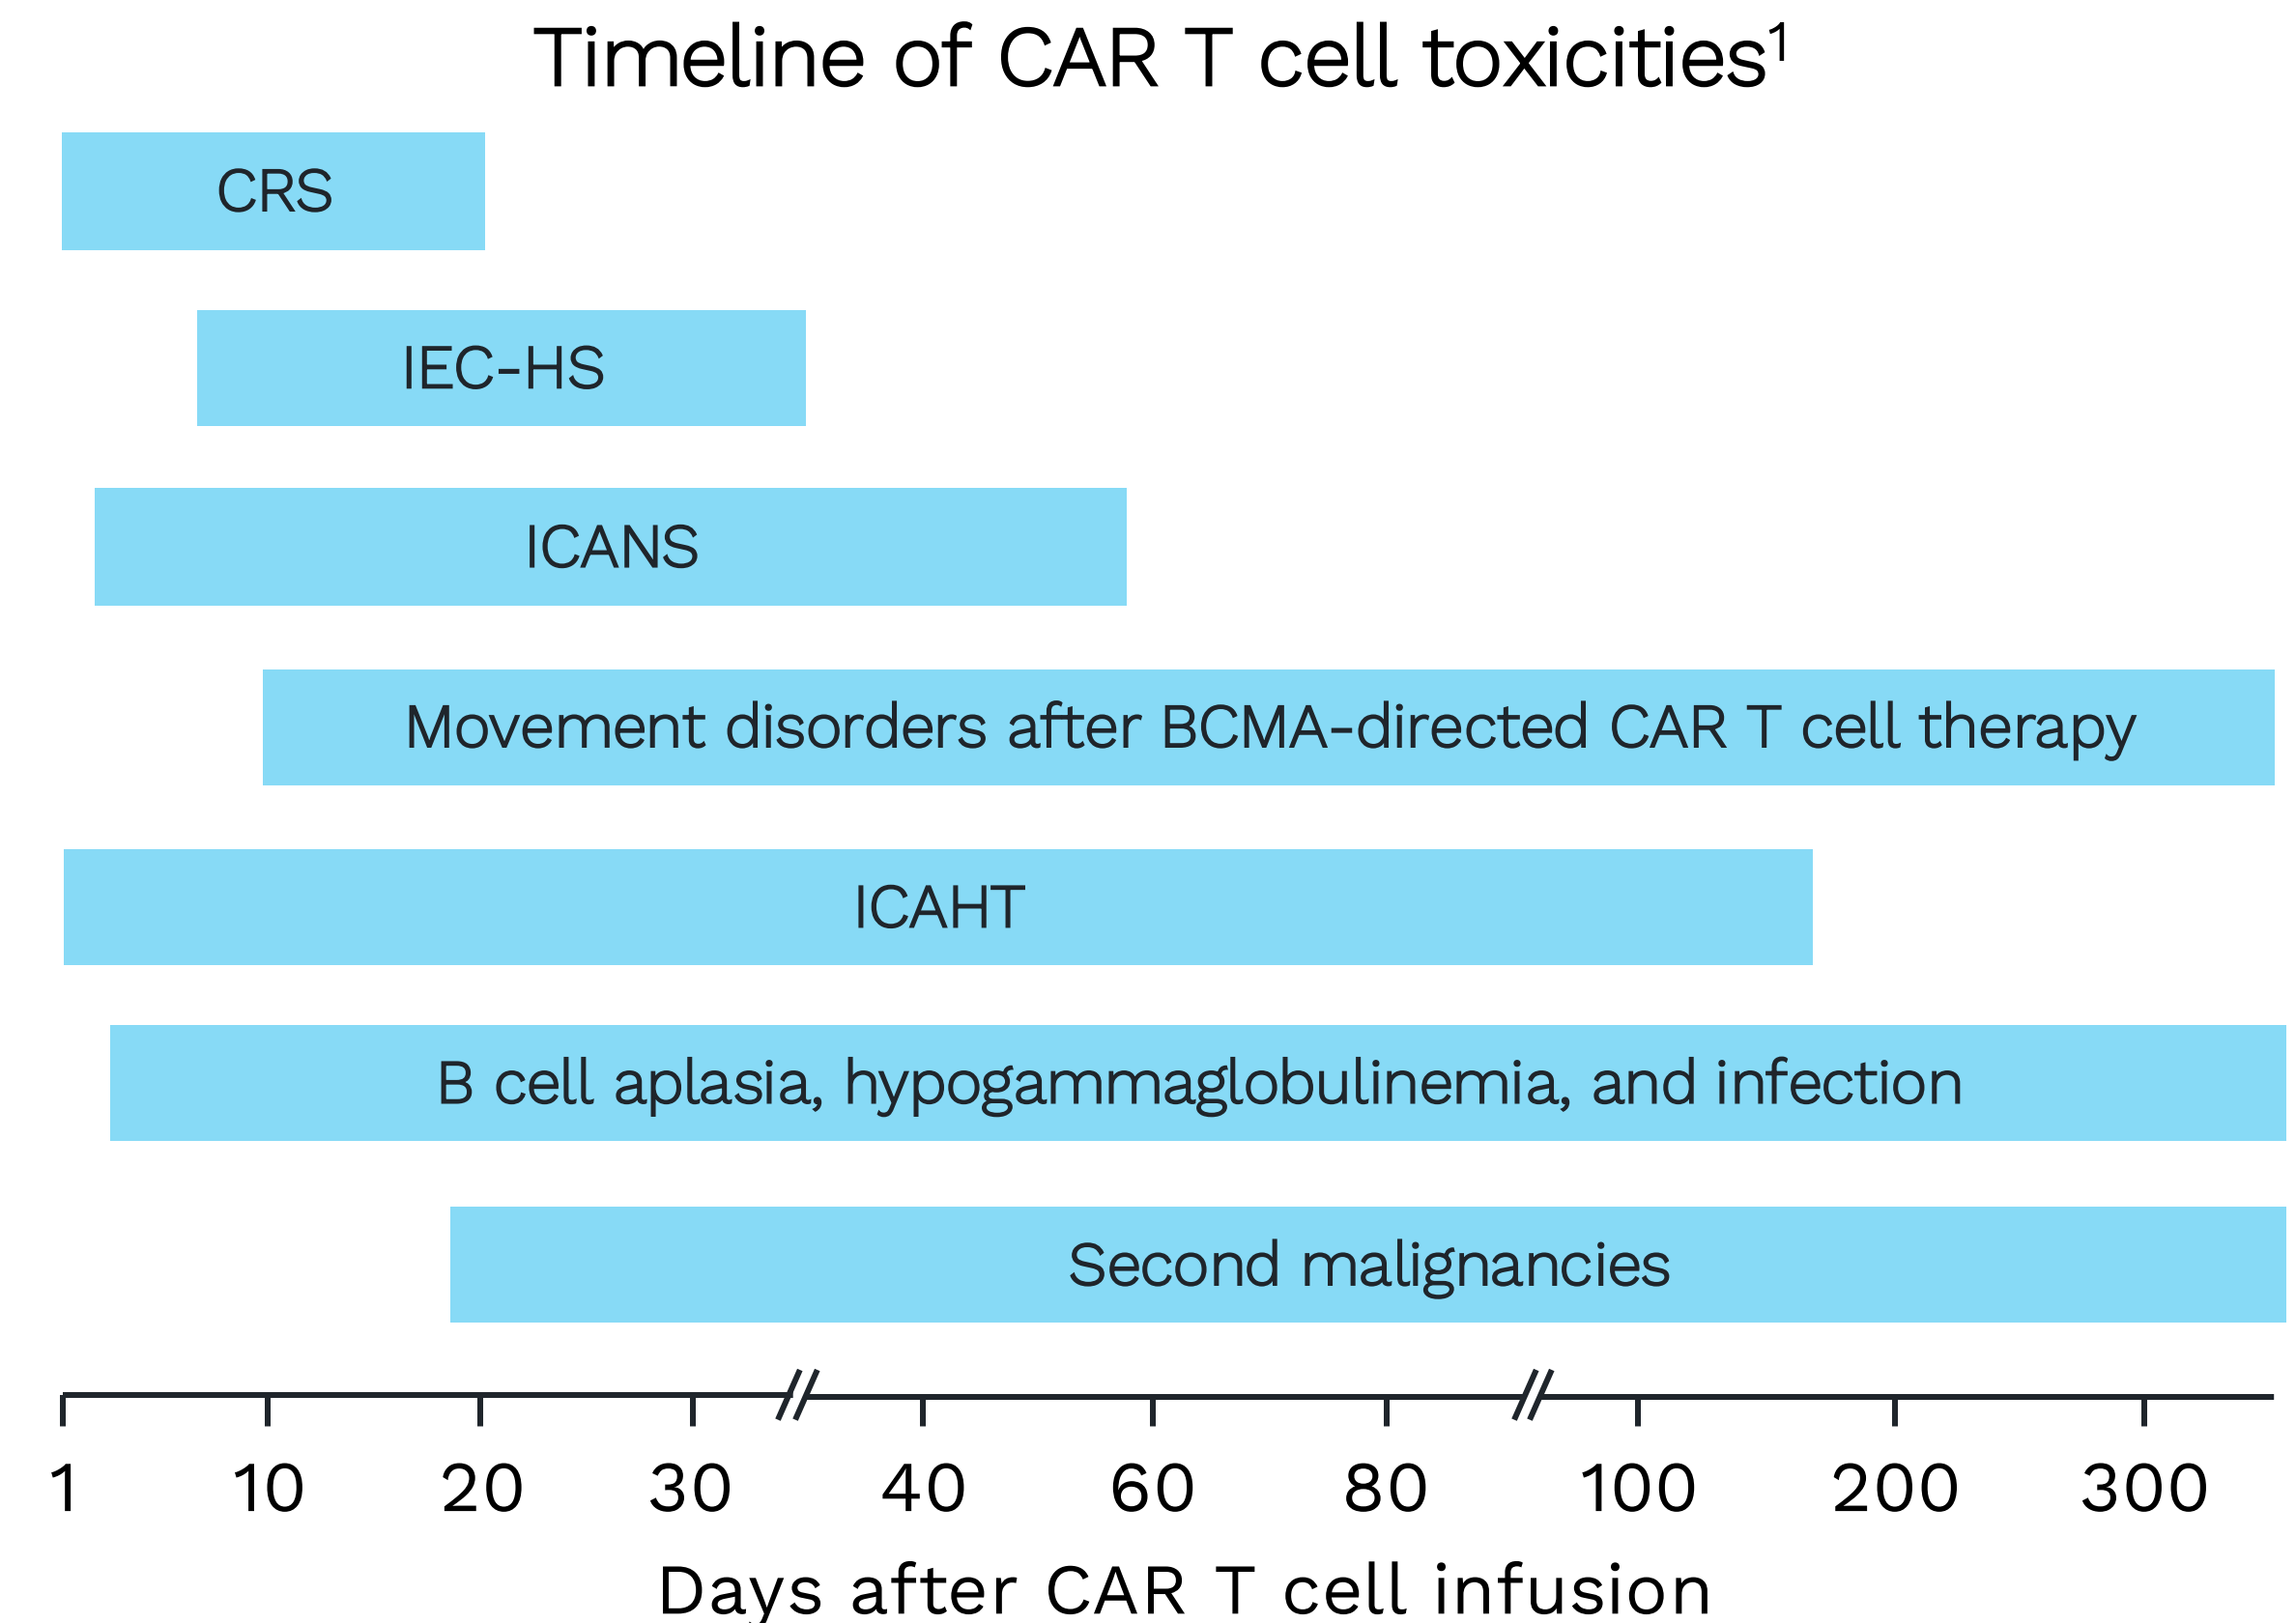 Timeline of CAR T cell toxicities¹
CRS
IEC-HS
ICANS
Movement disorders after BCMA-directed CAR T cell therapy
ICAHT
B cell aplasia, hypogammaglobulinemia, and infection
Second malignancies
1 10 20 30 40 60 80 100 200 300
Days after CAR T cell infusion